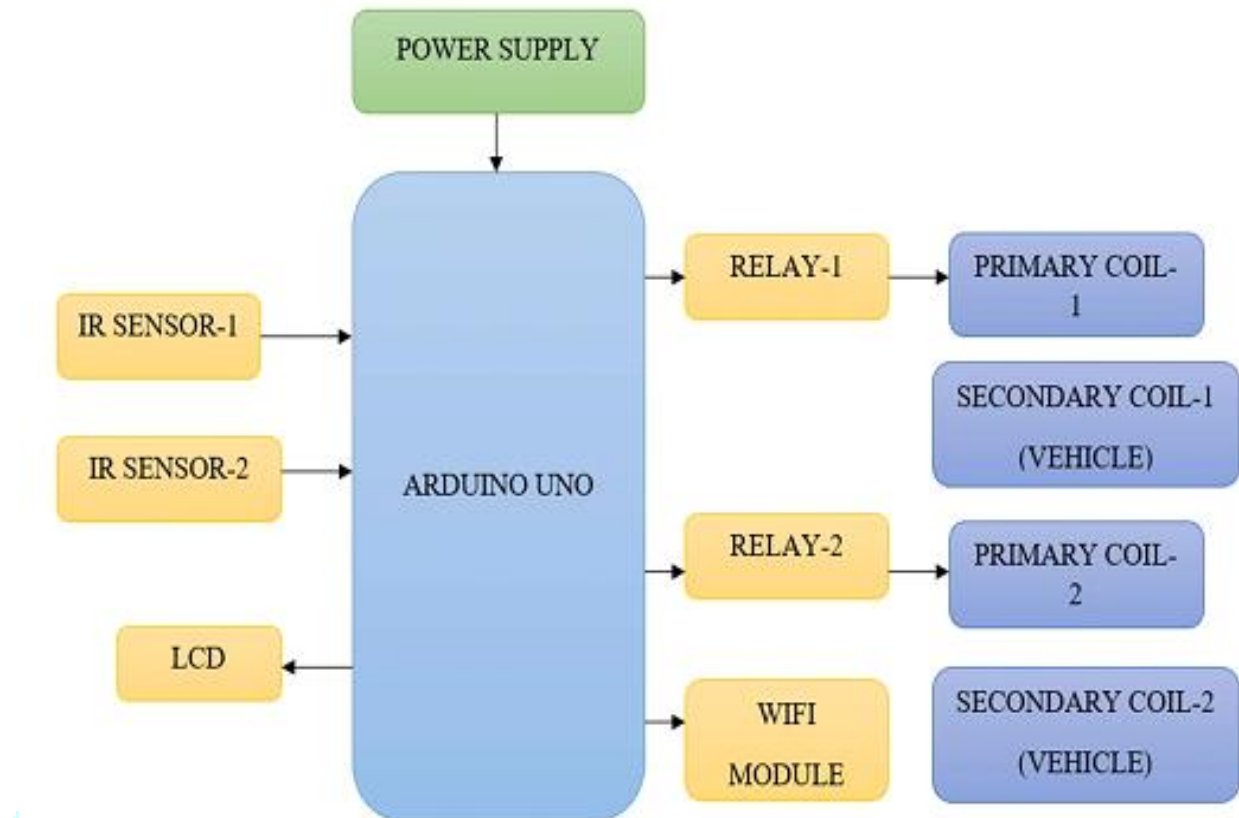 POWER SUPPLY
IR SENSOR-1
IR SENSOR-2
LCD
ARDUINO UNO
RELAY-1
RELAY-2
WIFI
MODULE
PRIMARY COIL-
1
SECONDARY COIL-1
(VEHICLE)
PRIMARY COIL-
2
SECONDARY COIL-2
(VEHICLE)